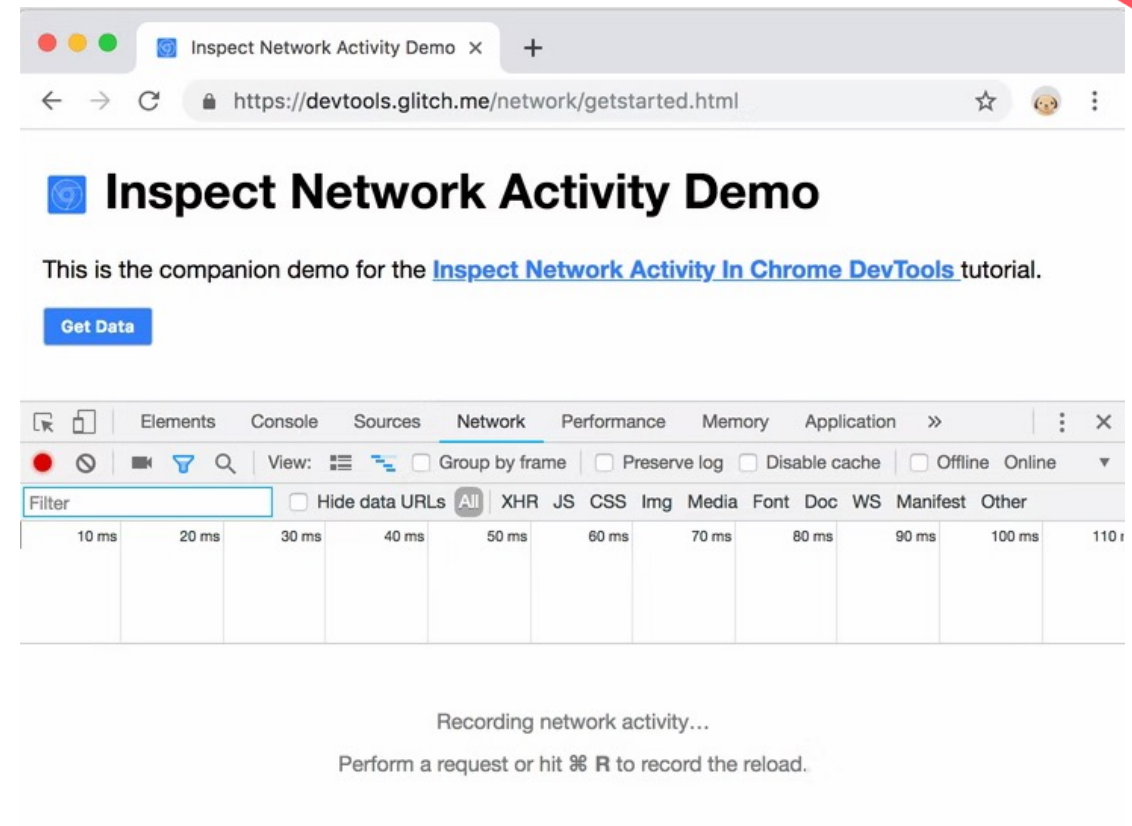 Inspect Network Activity Demo
https://devtools.glitch.me/network/getstarted.html
Inspect Network Activity Demo
This is the companion demo for the Inspect Network Activity In Chrome DevTools tutorial.
Get Data
Elements Console Sources Network Performance Memory Application »
View: Group by frame Preserve log Disable cache Offline Online
Filter Hide data URLs All XHR JS CSS Img Media Font Doc WS Manifest Other
10 ms 20 ms 30 ms 40 ms 50 ms 60 ms 70 ms 80 ms 90 ms 100 ms 110
Recording network activity…
Perform a request or hit ⌘ R to record the reload.